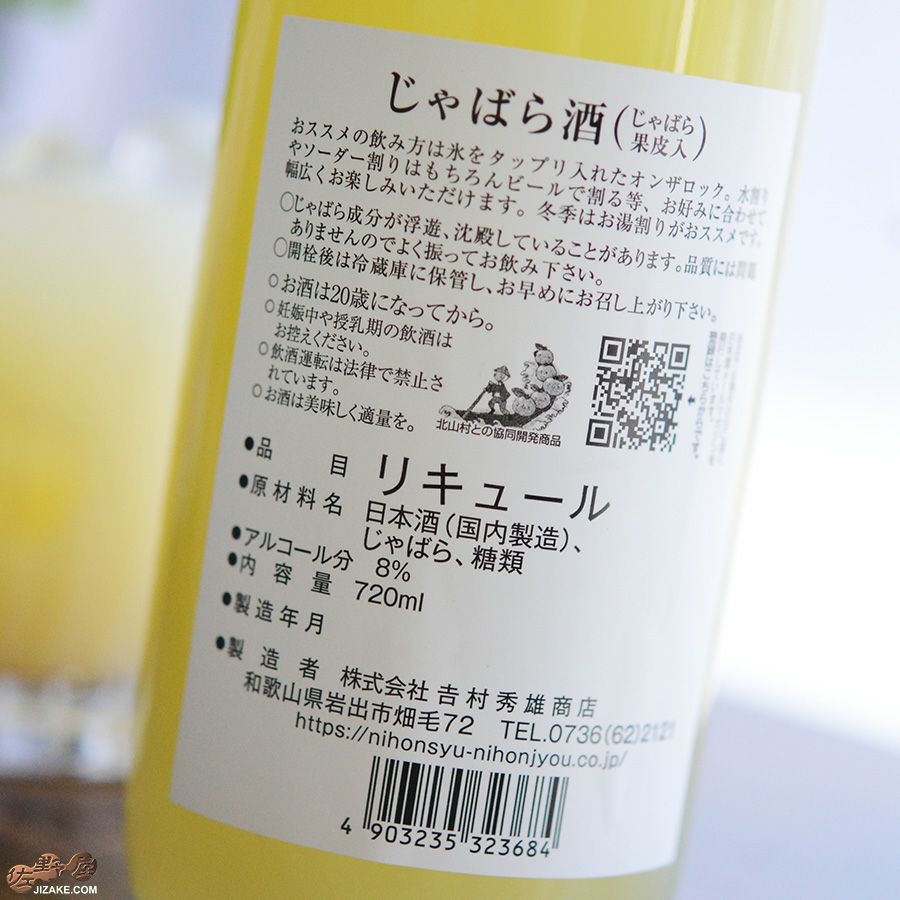 じゃばら酒(じゃばら果皮入)
おススメの飲み方は氷をタップリ入れたオンザロック。水割り
やソーダー割りはもちろんビールで割る等、お好みに合わせて
幅広くお楽しみいただけます。冬季はお湯割りがおススメです。
○じゃばら成分が浮遊、沈殿していることがあります。品質には問題
ありませんのでよく振ってお飲み下さい。
○開栓後は冷蔵庫に保管し、お早めにお召し上がり下さい。
○お酒は20歳になってから。
○妊娠中や授乳期の飲酒は
お控えください。
○飲酒運転は法律で禁止さ
れています。
○お酒は美味しく適量を。
北山村との協同開発商品
●品目 リキュール
●原材料名 日本酒(国内製造)、
じゃばら、糖類
●アルコール分 8%
●内容量 720ml
●製造年月
●製造者 株式会社 𠮷村秀雄商店
和歌山県岩出市畑毛72 TEL.0736(62)2121
https://nihonsyu-nihonjyou.co.jp/
4 903235 323684
佐野屋
JIZAKE.COM